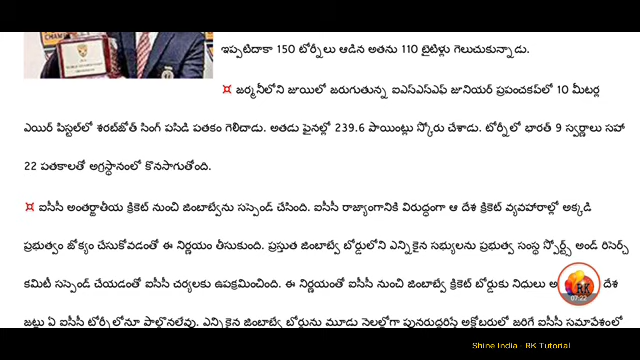 ఇప్పటిదాకా 150 టోర్నీలు ఆడిన అతను 110 టైటిళ్లు గెలుచుకున్నాడు.
¤ జర్మనీలోని జుయిలో జరుగుతున్న ఐఎస్ఎస్ఎఫ్ జూనియర్ ప్రపంచకప్‌లో 10 మీటర్ల
ఎయిర్ పిస్టల్‌లో శరబ్‌జోత్ సింగ్ పసిడి పతకం గెలిచాడు. అతడు ఫైనల్లో 239.6 పాయింట్లు స్కోరు చేశాడు. టోర్నీలో భారత్ 9 స్వర్ణాలు సహా
22 పతకాలతో అగ్రస్థానంలో కొనసాగుతోంది.
¤ ఐసీసీ అంతర్జాతీయ క్రికెట్ నుంచి జింబాబ్వేను సస్పెండ్ చేసింది. ఐసీసీ రాజ్యాంగానికి విరుద్ధంగా ఆ దేశ క్రికెట్ వ్యవహారాల్లో అక్కడి
ప్రభుత్వం జోక్యం చేసుకోవడంతో ఈ నిర్ణయం తీసుకుంది. ప్రస్తుత జింబాబ్వే బోర్డులోని ఎన్నికైన సభ్యులను ప్రభుత్వ సంస్థ స్పోర్ట్స్ అండ్ రిసెర్చ్
కమిటీ సస్పెండ్ చేయడంతో ఐసీసీ చర్యలకు ఉపక్రమించింది. ఈ నిర్ణయంతో ఐసీసీ నుంచి జింబాబ్వే క్రికెట్ బోర్డుకు నిధులు దేశ
జట్టు ఏ ఐసీసీ టోర్నీలోనూ పాల్గొనలేవు. ఎన్నికైన జింబాబ్వే బోర్డును మూడు నెలల్లోగా పునరుద్ధరిస్తే అక్టోబరులో జరిగే ఐసీసీ సమావేశంలో
RK
07:22
Shine India - RK Tutorial